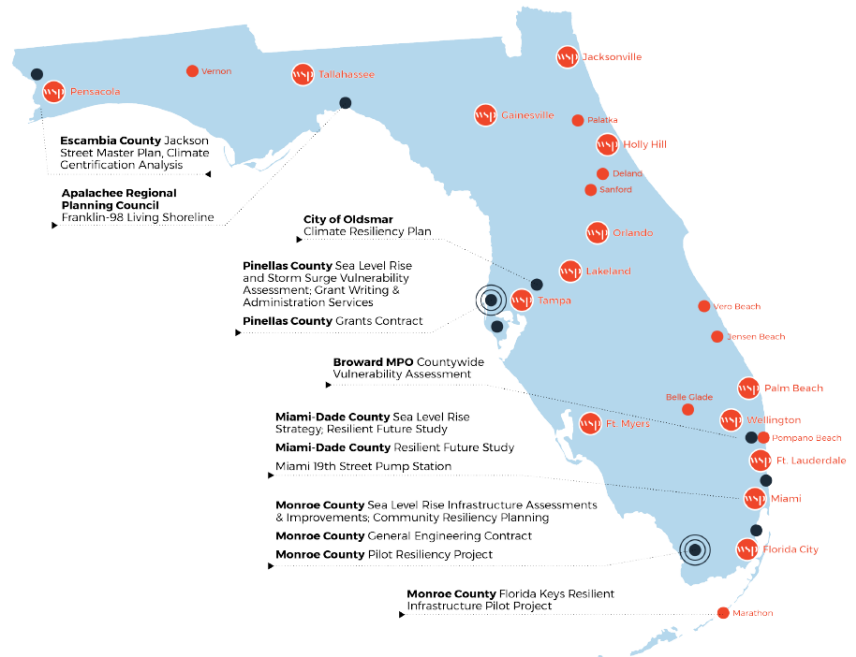 wsp Jacksonville
Vernon
wsp Tallahassee
wsp Pensacola
wsp Gainesville
Palatka
Escambia County Jackson
Street Master Plan, Climate
Gentrification Analysis
wsp Holly Hill
Deland
Sanford
Apalachee Regional
Planning Council
Franklin-98 Living Shoreline
City of Oldsmar
Climate Resiliency Plan
wsp Orlando
Pinellas County Sea Level Rise
and Storm Surge Vulnerability
Assessment; Grant Writing &
Administration Services
Pinellas County Grants Contract
wsp Lakeland
wsp Tampa
Vero Beach
Jensen Beach
Broward MPO Countywide
Vulnerability Assessment
wsp Palm Beach
Belle Glade
wsp Wellington
wsp Ft. Myers
Pompano Beach
Miami-Dade County Sea Level Rise
Strategy; Resilient Future Study
Miami-Dade County Resilient Future Study
Miami 19th Street Pump Station
wsp Ft. Lauderdale
wsp Miami
Monroe County Sea Level Rise Infrastructure Assessments
& Improvements; Community Resiliency Planning
Monroe County General Engineering Contract
Monroe County Pilot Resiliency Project
wsp Florida City
Monroe County Florida Keys Resilient
Infrastructure Pilot Project
Marathon